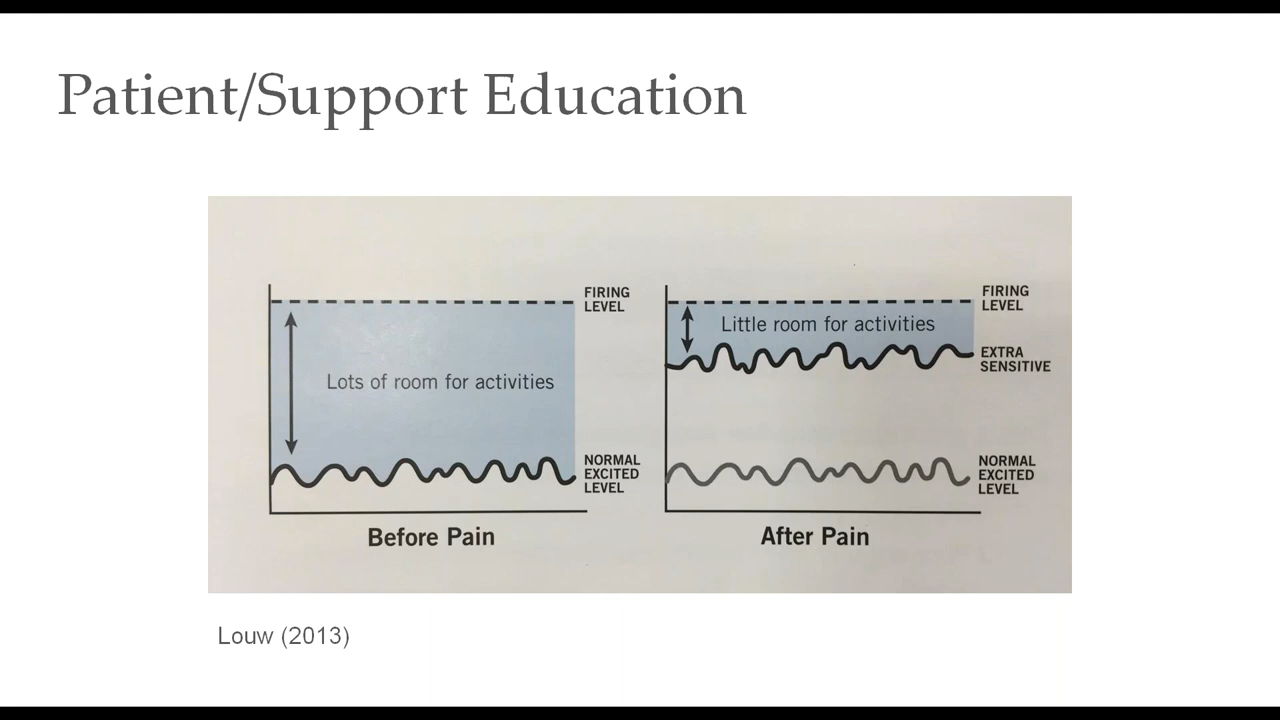 Patient/Support Education
FIRING
LEVEL
Lots of room for activities
NORMAL
EXCITED
LEVEL
Before Pain
FIRING
LEVEL
Little room for activities
EXTRA
SENSITIVE
NORMAL
EXCITED
LEVEL
After Pain
Louw (2013)